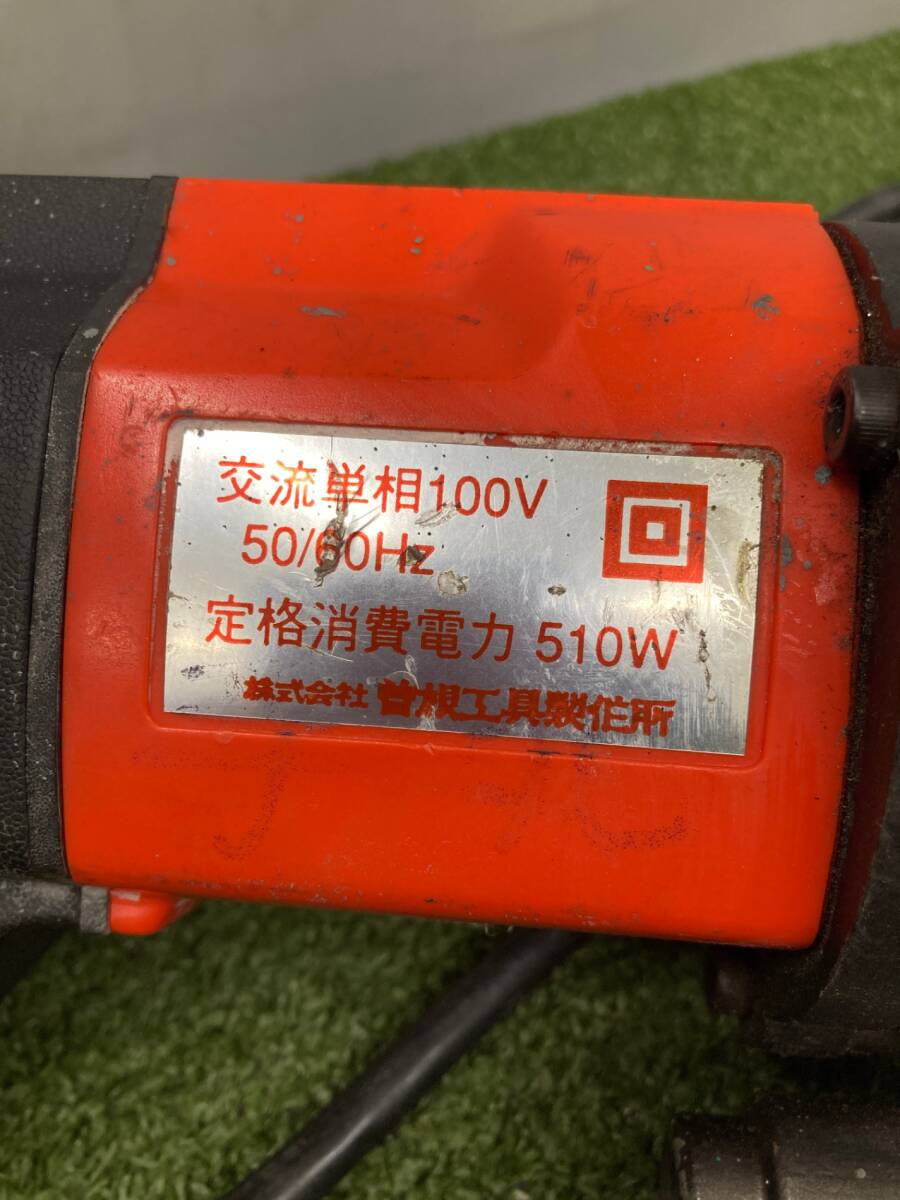 交流単相100V
50/60Hz
定格消費電力 510W
株式会社 曽根工具製作所